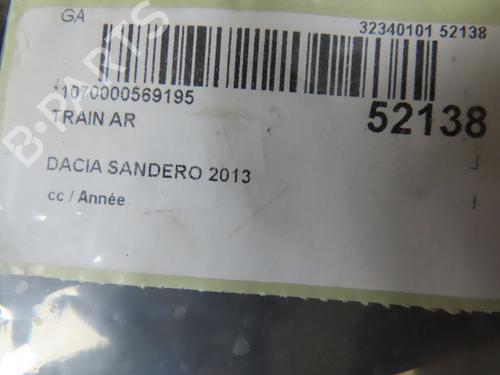 GA
32340101 52138
*1070000569195
52138
TRAIN AR
DACIA SANDERO 2013
cc / Année
B-PARTS